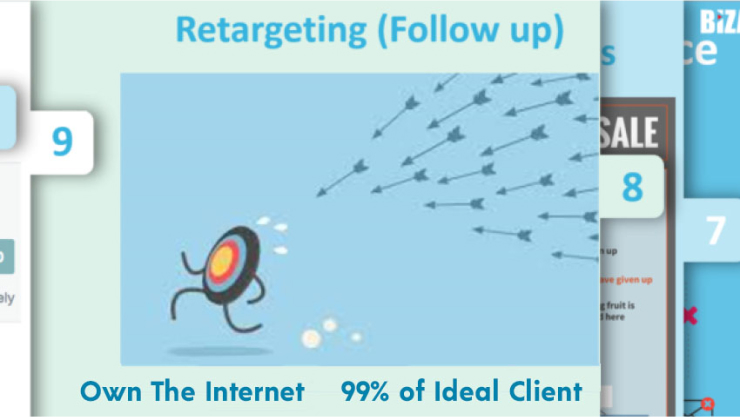 Retargeting (Follow up)
9
Own The Internet 99% of Ideal Client
ely
s
SALE
8
up
ve given up
g fruit is
here
BiZ
ce
7